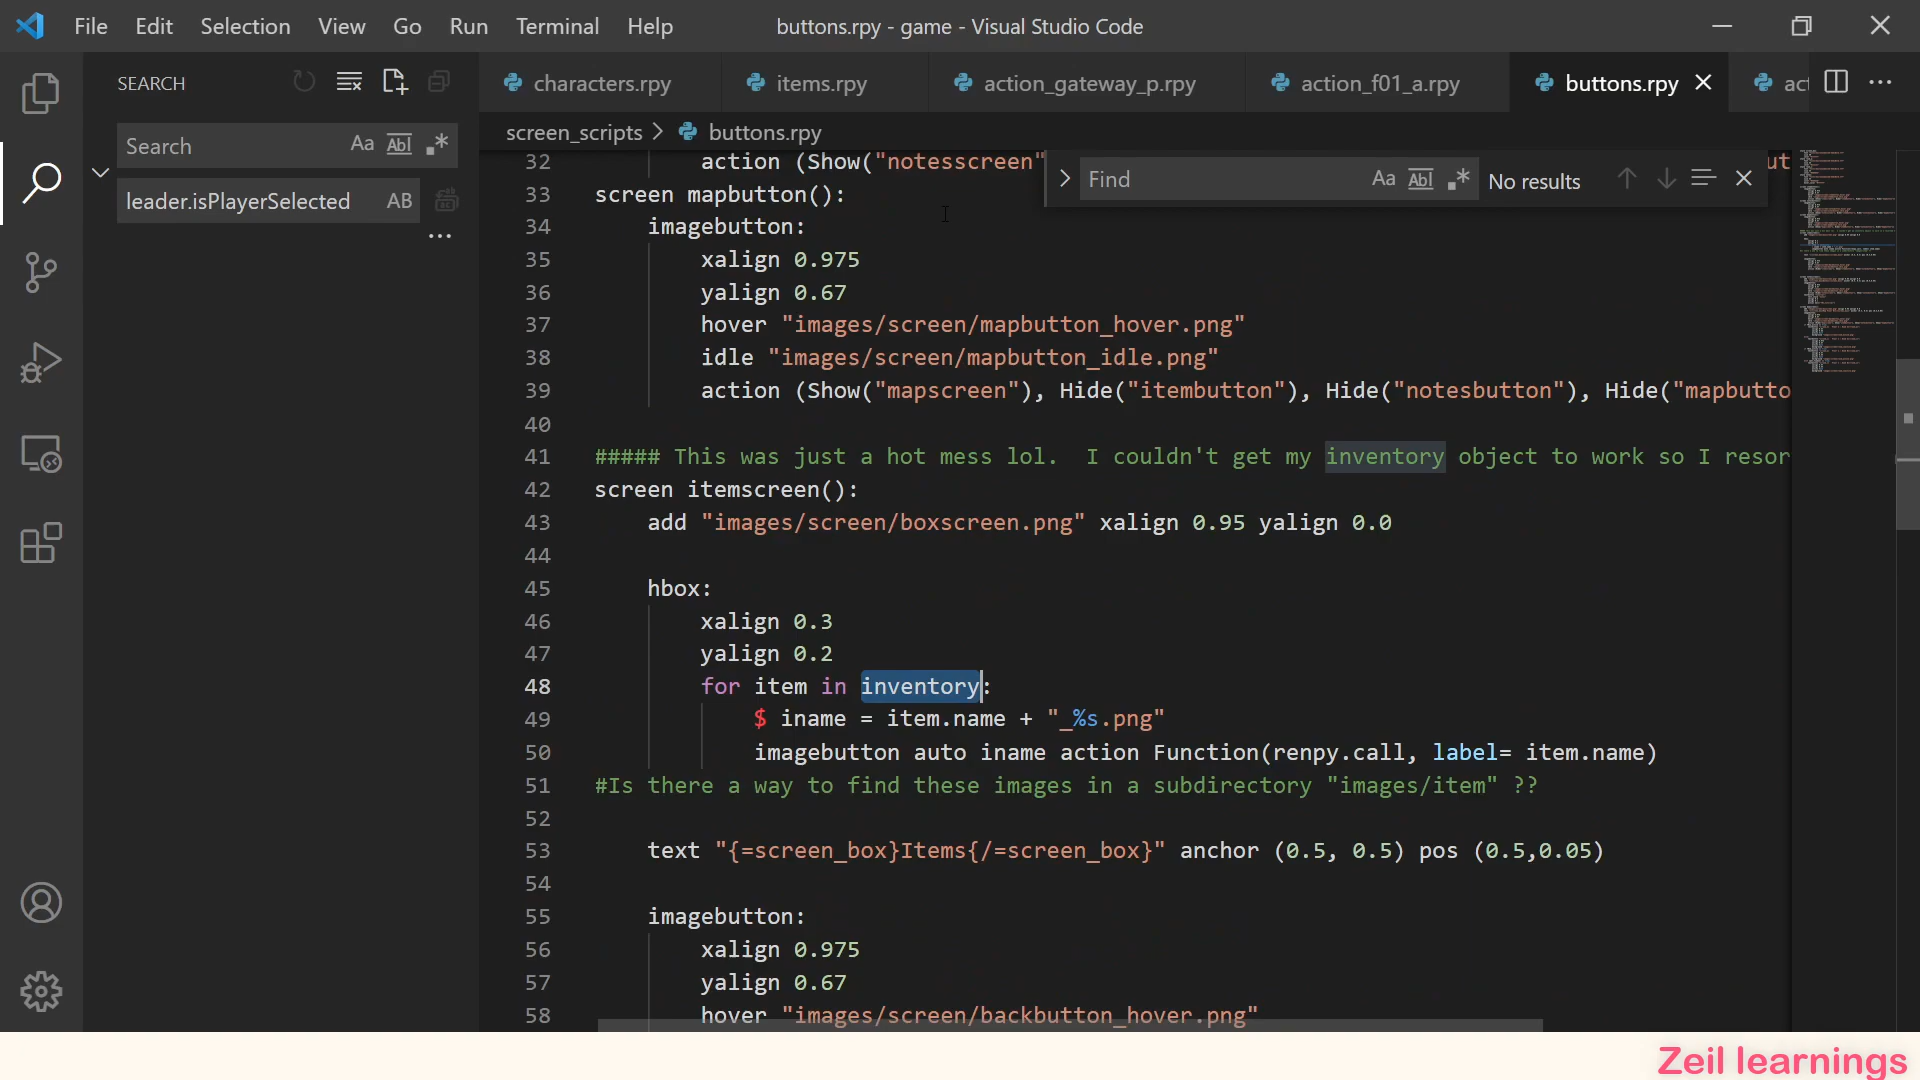 File Edit Selection View Go Run Terminal Help
buttons.rpy - game - Visual Studio Code
SEARCH
characters.rpy
items.rpy
action_gateway_p.rpy
action_f01_a.rpy
buttons.rpy
Search
Aa Abl
leader.isPlayerSelected AB
screen_scripts > buttons.rpy
Find Aa Abl No results
32 action (Show("notesscreen"
33 screen mapbutton():
34 imagebutton:
35 xalign 0.975
36 yalign 0.67
37 hover "images/screen/mapbutton_hover.png"
38 idle "images/screen/mapbutton_idle.png"
39 action (Show("mapscreen"), Hide("itembutton"), Hide("notesbutton"), Hide("mapbutto
40
41 ##### This was just a hot mess lol.  I couldn't get my inventory object to work so I resor
42 screen itemscreen():
43 add "images/screen/boxscreen.png" xalign 0.95 yalign 0.0
44
45 hbox:
46 xalign 0.3
47 yalign 0.2
48 for item in inventory:
49 $ iname = item.name + "_%s.png"
50 imagebutton auto iname action Function(renpy.call, label= item.name)
51 #Is there a way to find these images in a subdirectory "images/item" ??
52
53 text "{=screen_box}Items{/=screen_box}" anchor (0.5, 0.5) pos (0.5,0.05)
54
55 imagebutton:
56 xalign 0.975
57 yalign 0.67
58 hover "images/screen/backbutton_hover.png"
Zeil learnings